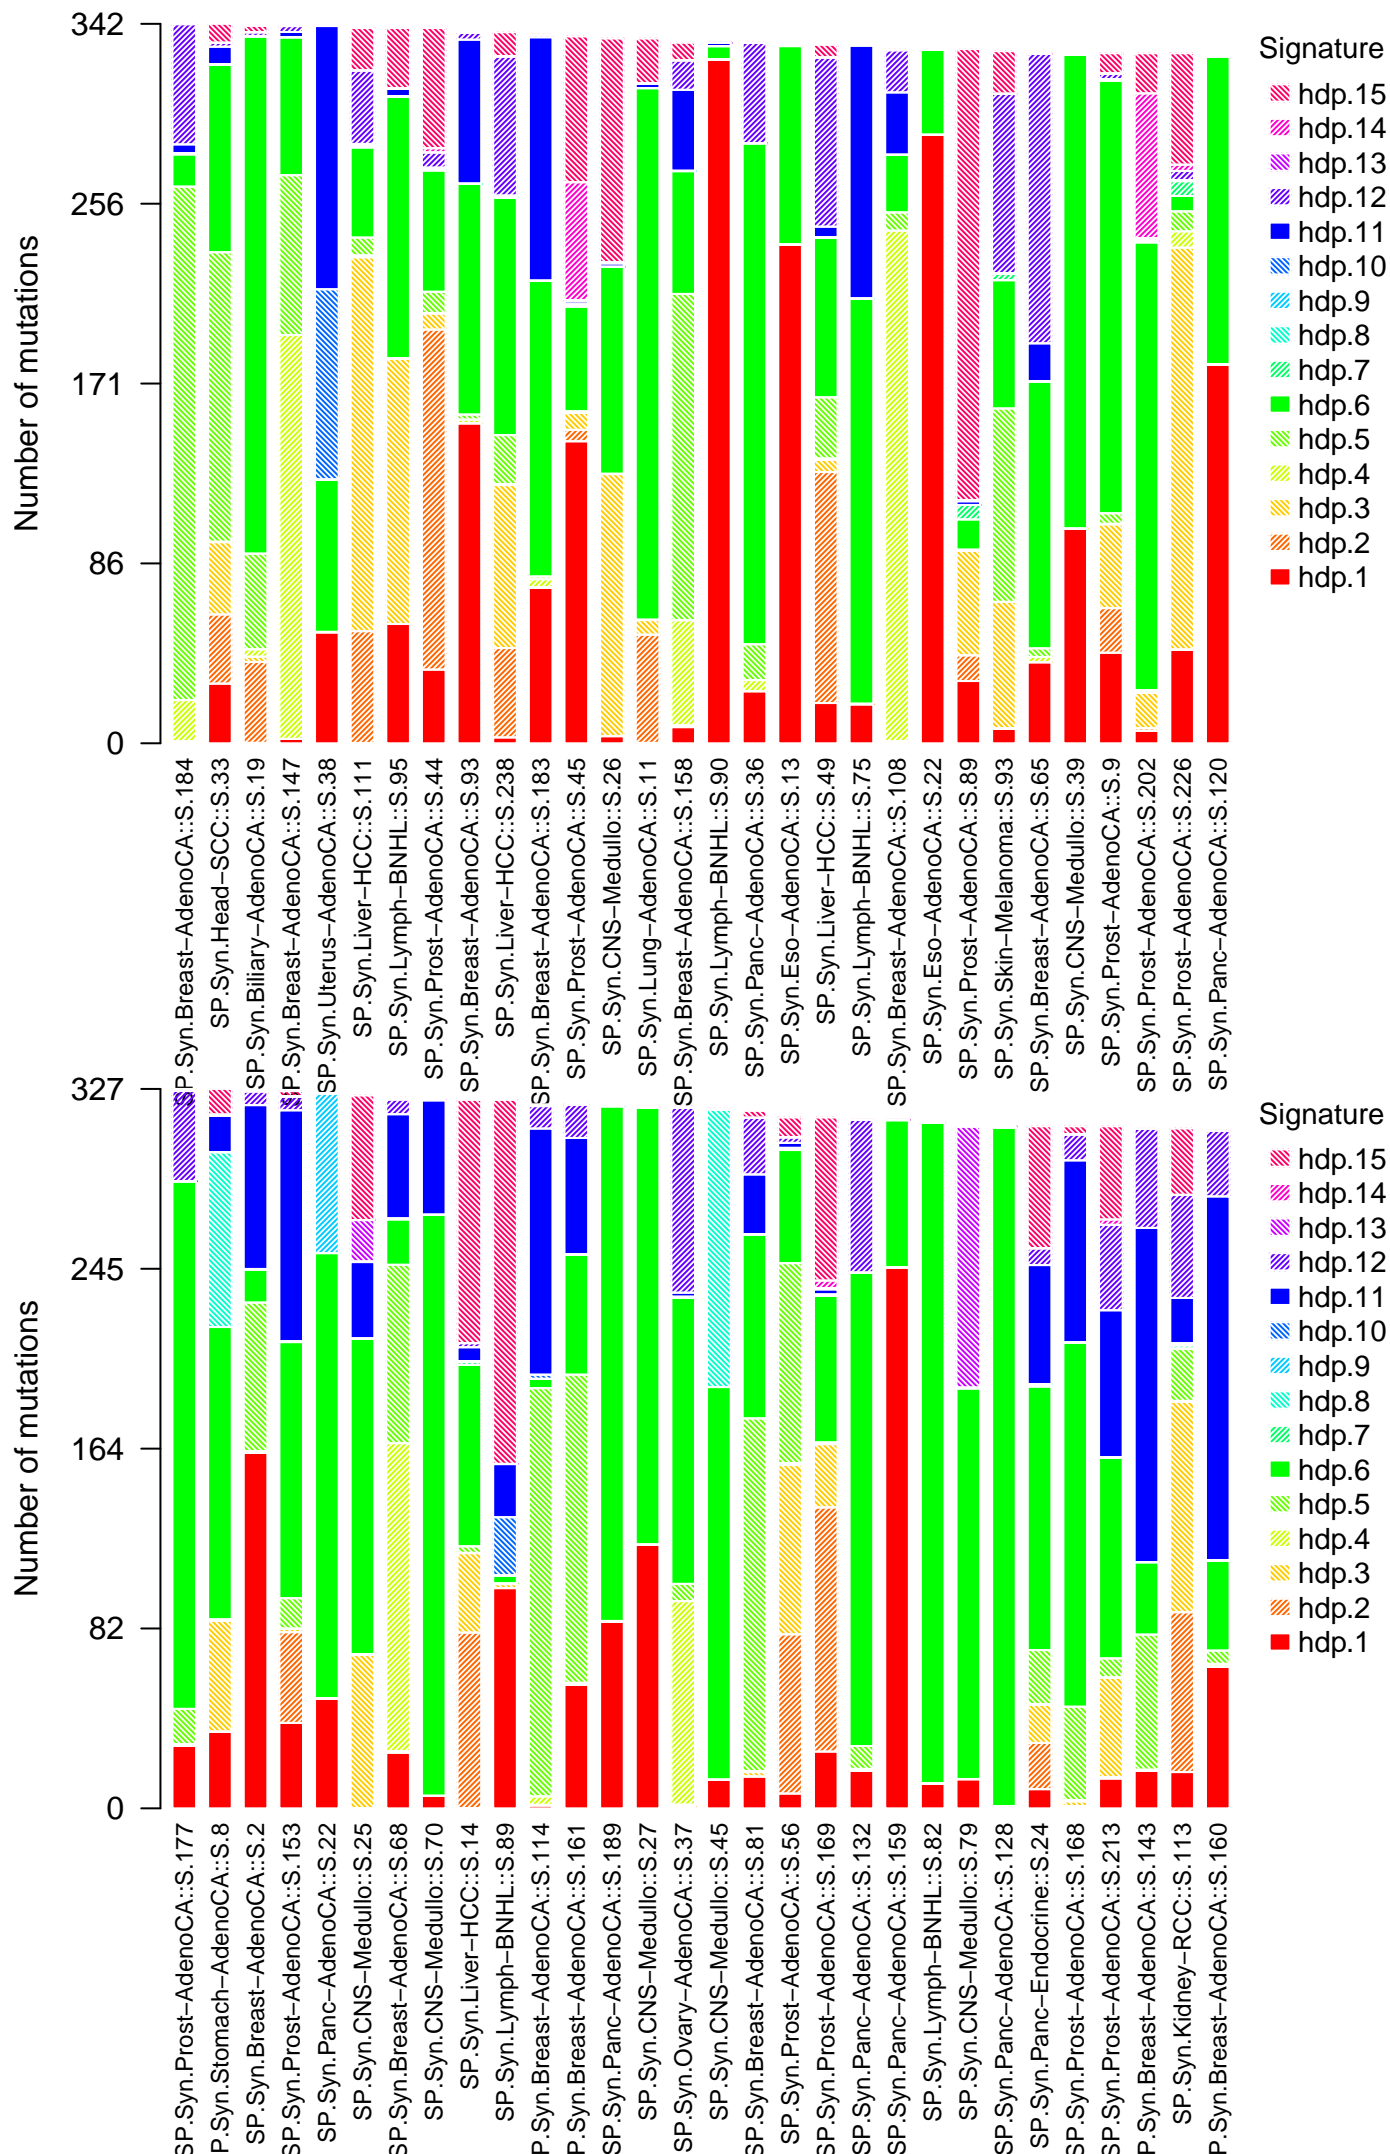 Number of mutations
342
256
171
86
0
Signature
hdp.15
hdp.14
hdp.13
hdp.12
hdp.11
hdp.10
hdp.9
hdp.8
hdp.7
hdp.6
hdp.5
hdp.4
hdp.3
hdp.2
hdp.1
SP.Syn.Breast−AdenoCA::S.184
SP.Syn.Head−SCC::S.33
SP.Syn.Biliary−AdenoCA::S.19
SP.Syn.Breast−AdenoCA::S.147
SP.Syn.Uterus−AdenoCA::S.38
SP.Syn.Liver−HCC::S.111
SP.Syn.Lymph−BNHL::S.95
SP.Syn.Prost−AdenoCA::S.44
SP.Syn.Breast−AdenoCA::S.93
SP.Syn.Liver−HCC::S.238
SP.Syn.Breast−AdenoCA::S.183
SP.Syn.Prost−AdenoCA::S.45
SP.Syn.CNS−Medullo::S.26
SP.Syn.Lung−AdenoCA::S.11
SP.Syn.Breast−AdenoCA::S.158
SP.Syn.Lymph−BNHL::S.90
SP.Syn.Panc−AdenoCA::S.36
SP.Syn.Eso−AdenoCA::S.13
SP.Syn.Liver−HCC::S.49
SP.Syn.Lymph−BNHL::S.75
SP.Syn.Breast−AdenoCA::S.108
SP.Syn.Eso−AdenoCA::S.22
SP.Syn.Prost−AdenoCA::S.89
SP.Syn.Skin−Melanoma::S.93
SP.Syn.Breast−AdenoCA::S.65
SP.Syn.CNS−Medullo::S.39
SP.Syn.Prost−AdenoCA::S.9
SP.Syn.Prost−AdenoCA::S.202
SP.Syn.Prost−AdenoCA::S.226
SP.Syn.Panc−AdenoCA::S.120
Number of mutations
327
245
164
82
0
Signature
hdp.15
hdp.14
hdp.13
hdp.12
hdp.11
hdp.10
hdp.9
hdp.8
hdp.7
hdp.6
hdp.5
hdp.4
hdp.3
hdp.2
hdp.1
SP.Syn.Prost−AdenoCA::S.177
P.Syn.Stomach−AdenoCA::S.8
SP.Syn.Breast−AdenoCA::S.2
SP.Syn.Prost−AdenoCA::S.153
SP.Syn.Panc−AdenoCA::S.22
SP.Syn.CNS−Medullo::S.25
SP.Syn.Breast−AdenoCA::S.68
SP.Syn.CNS−Medullo::S.70
SP.Syn.Liver−HCC::S.14
SP.Syn.Lymph−BNHL::S.89
P.Syn.Breast−AdenoCA::S.114
P.Syn.Breast−AdenoCA::S.161
SP.Syn.Panc−AdenoCA::S.189
SP.Syn.CNS−Medullo::S.27
SP.Syn.Ovary−AdenoCA::S.37
SP.Syn.CNS−Medullo::S.45
SP.Syn.Breast−AdenoCA::S.81
SP.Syn.Prost−AdenoCA::S.56
SP.Syn.Prost−AdenoCA::S.169
SP.Syn.Panc−AdenoCA::S.132
SP.Syn.Panc−AdenoCA::S.159
SP.Syn.Lymph−BNHL::S.82
SP.Syn.CNS−Medullo::S.79
SP.Syn.Panc−AdenoCA::S.128
SP.Syn.Panc−Endocrine::S.24
SP.Syn.Prost−AdenoCA::S.168
SP.Syn.Prost−AdenoCA::S.213
P.Syn.Breast−AdenoCA::S.143
SP.Syn.Kidney−RCC::S.113
P.Syn.Breast−AdenoCA::S.160